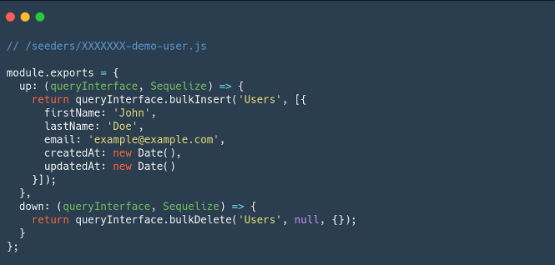 // /seeders/XXXXXXX-demo-user.js
module.exports = {
  up: (queryInterface, Sequelize) => {
    return queryInterface.bulkInsert('Users', [{
      firstName: 'John',
      lastName: 'Doe',
      email: 'example@example.com',
      createdAt: new Date(),
      updatedAt: new Date()
    }]);
  },
  down: (queryInterface, Sequelize) => {
    return queryInterface.bulkDelete('Users', null, {});
  }
};